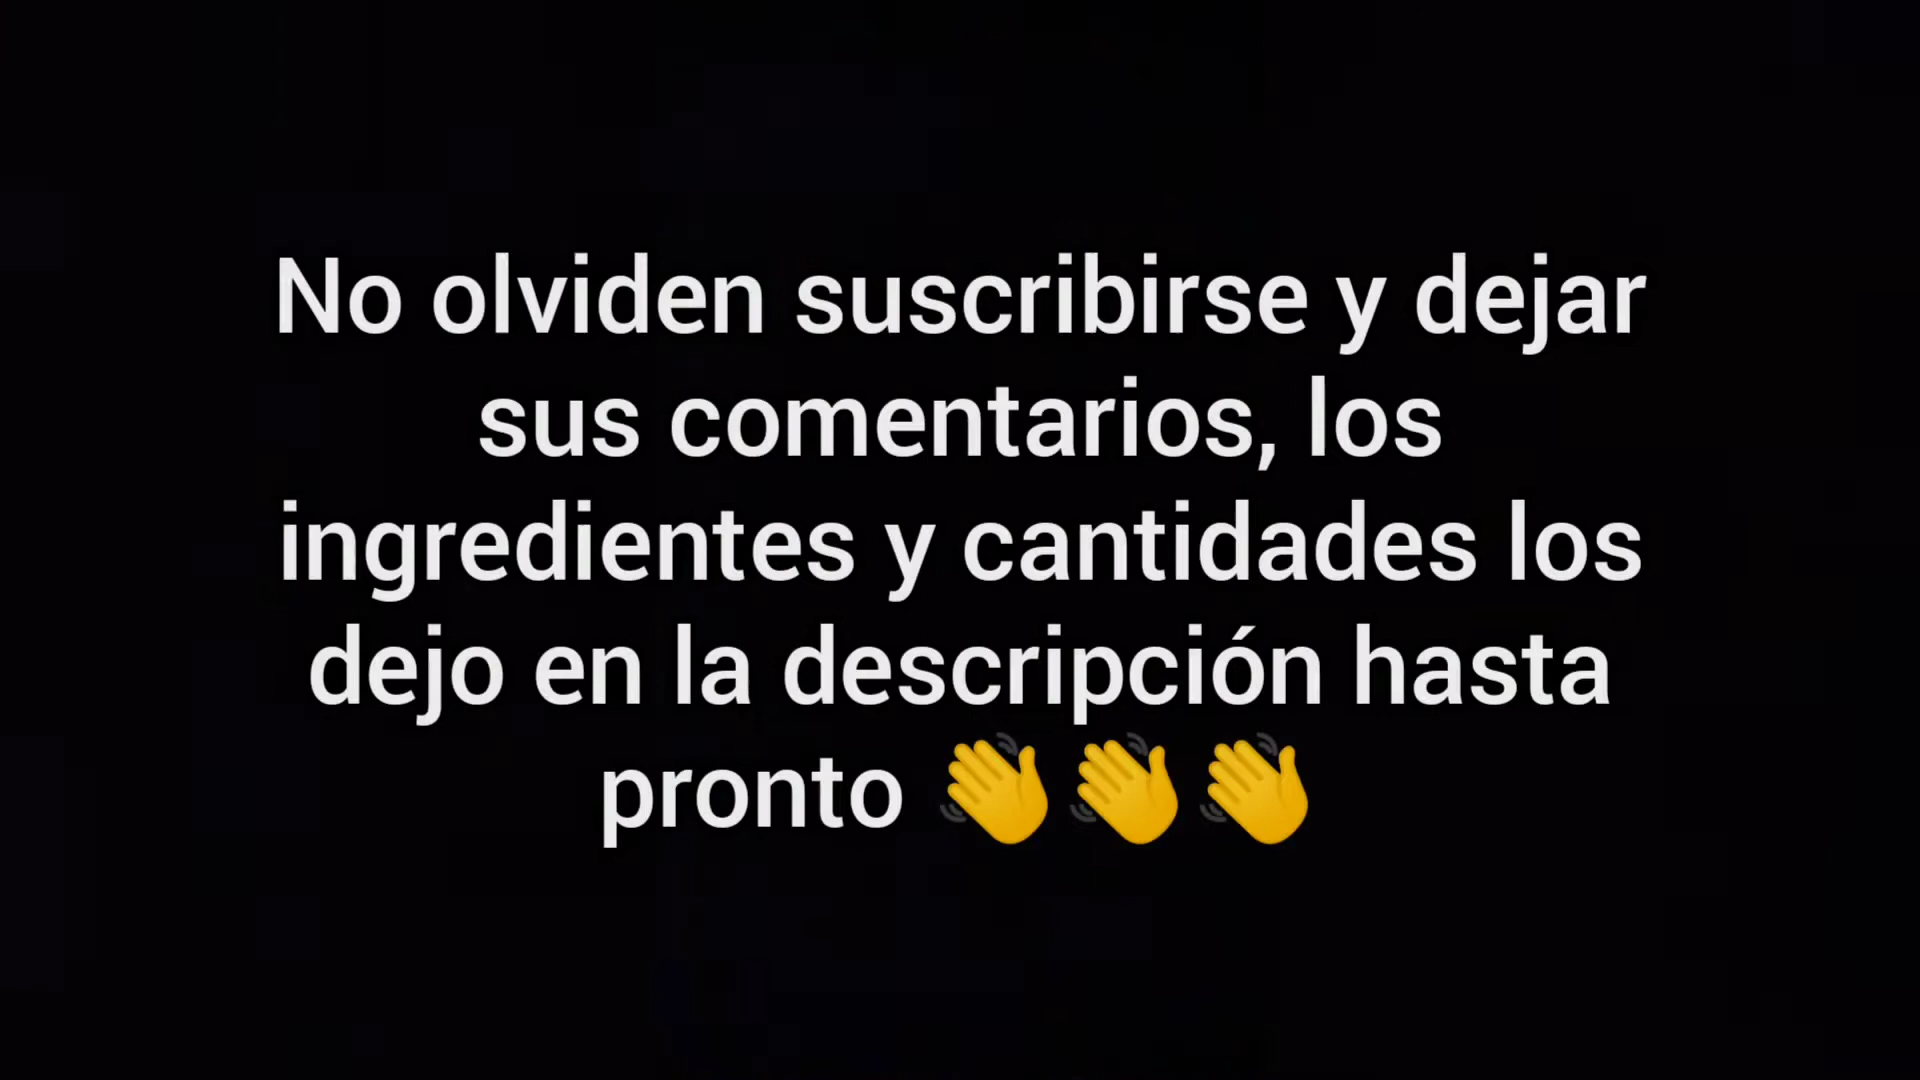 No olviden suscribirse y dejar
sus comentarios, los
ingredientes y cantidades los
dejo en la descripción hasta
pronto 👋👋👋